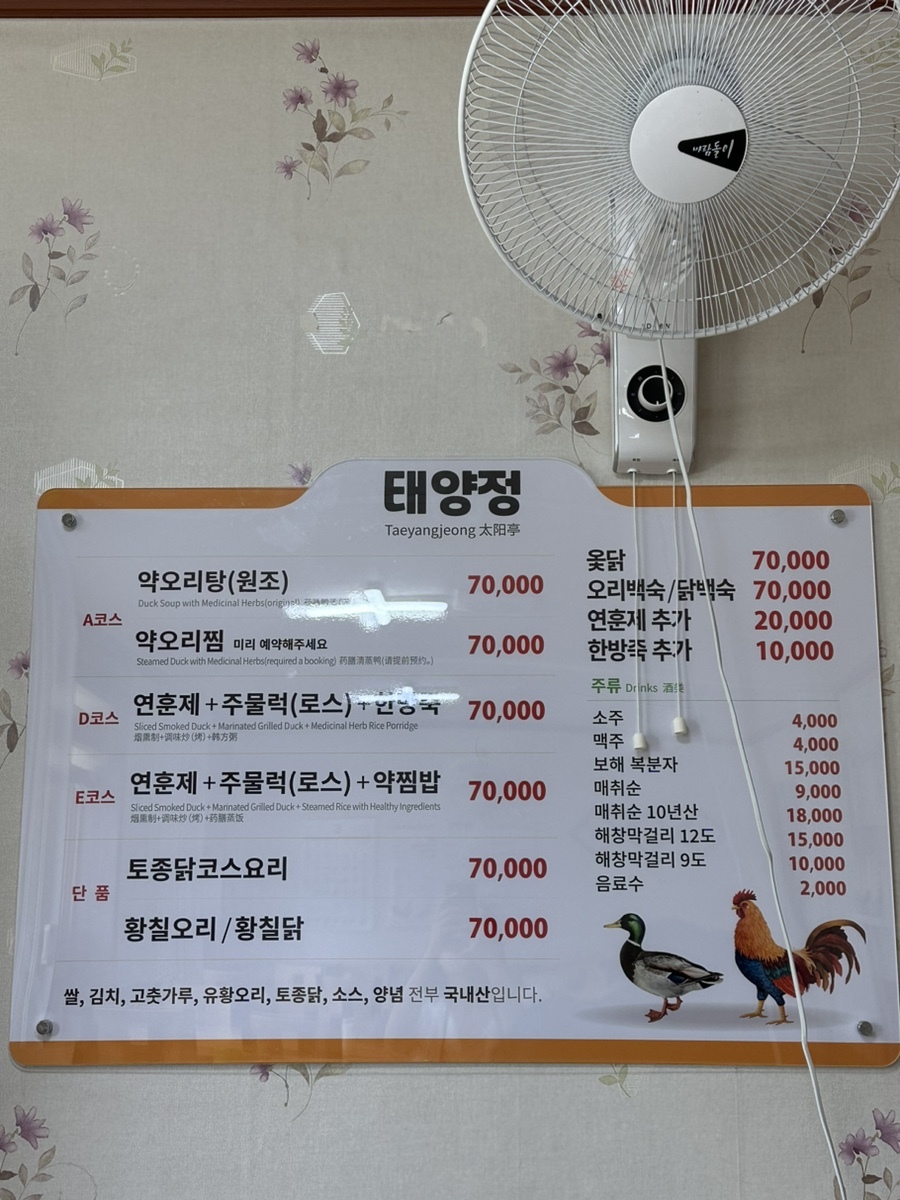 바람돌이
태양정
Taeyangjeong 太阳亭
A코스
약오리탕(원조) 70,000
Duck Soup with Medicinal Herbs(original)
약오리찜 미리 예약해주세요 70,000
Steamed Duck with Medicinal Herbs(required a booking) 药膳清蒸鸭(请提前预约。)
D코스
연훈제+주물럭(로스)+한방죽 70,000
Sliced Smoked Duck + Marinated Grilled Duck + Medicinal Herb Rice Porridge
烟熏制+调味炒(烤)+韩方粥
E코스
연훈제+주물럭(로스)+약찜밥 70,000
Sliced Smoked Duck + Marinated Grilled Duck + Steamed Rice with Healthy Ingredients
烟熏制+调味炒(烤)+药膳蒸饭
단 품
토종닭코스요리 70,000
황칠오리/황칠닭 70,000
쌀, 김치, 고춧가루, 유황오리, 토종닭, 소스, 양념 전부 국내산입니다.
옻닭 70,000
오리백숙/닭백숙 70,000
연훈제 추가 20,000
한방죽 추가 10,000
주류 Drinks 酒类
소주 4,000
맥주 4,000
보해 복분자 15,000
매취순 9,000
매취순 10년산 18,000
해창막걸리 12도 15,000
해창막걸리 9도 10,000
음료수 2,000